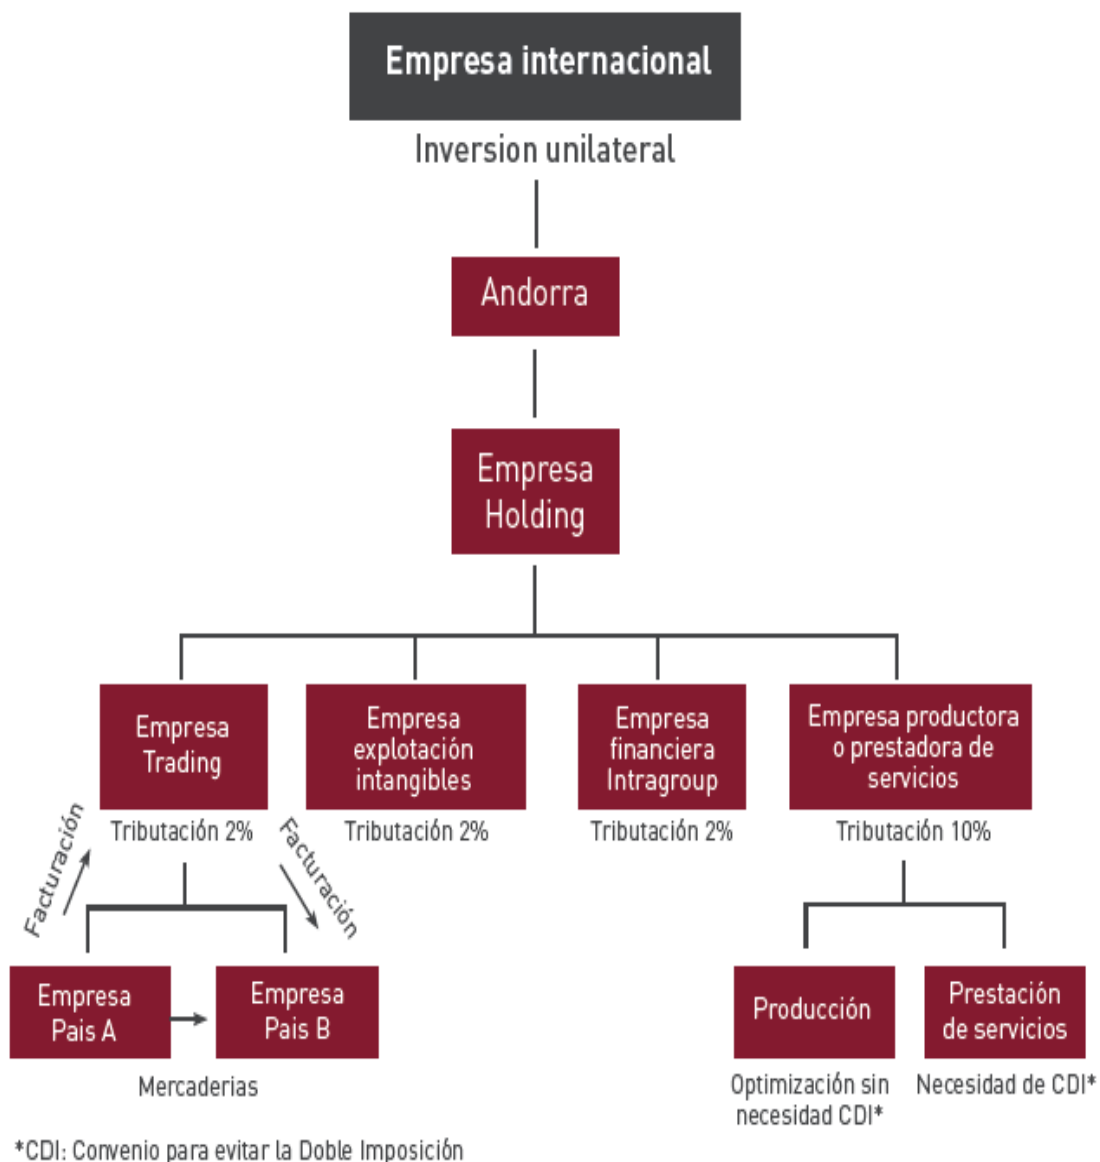 Empresa internacional
Inversion unilateral
Andorra
Empresa
Holding
Empresa
Trading
Empresa
explotación
intangibles
Empresa
financiera
Intragroup
Empresa productora
o prestadora de
servicios
Tributación 2%
Tributación 2%
Tributación 2%
Tributación 10%
Facturación
Facturación
Empresa
Pais A
Empresa
Pais B
Producción
Prestación
de servicios
Mercaderias
Optimización sin
necesidad CDI*
Necesidad de CDI*
*CDI: Convenio para evitar la Doble Imposición